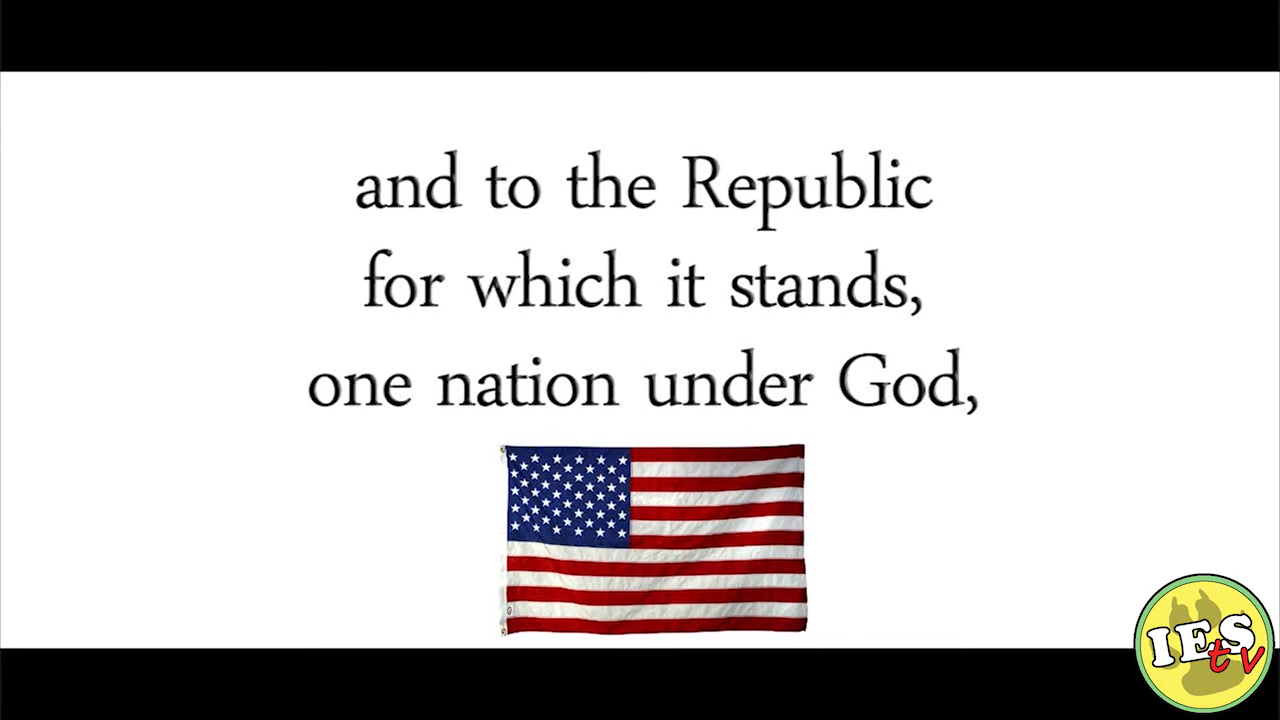 and to the Republic
for which it stands,
one nation under God,
IES
tv